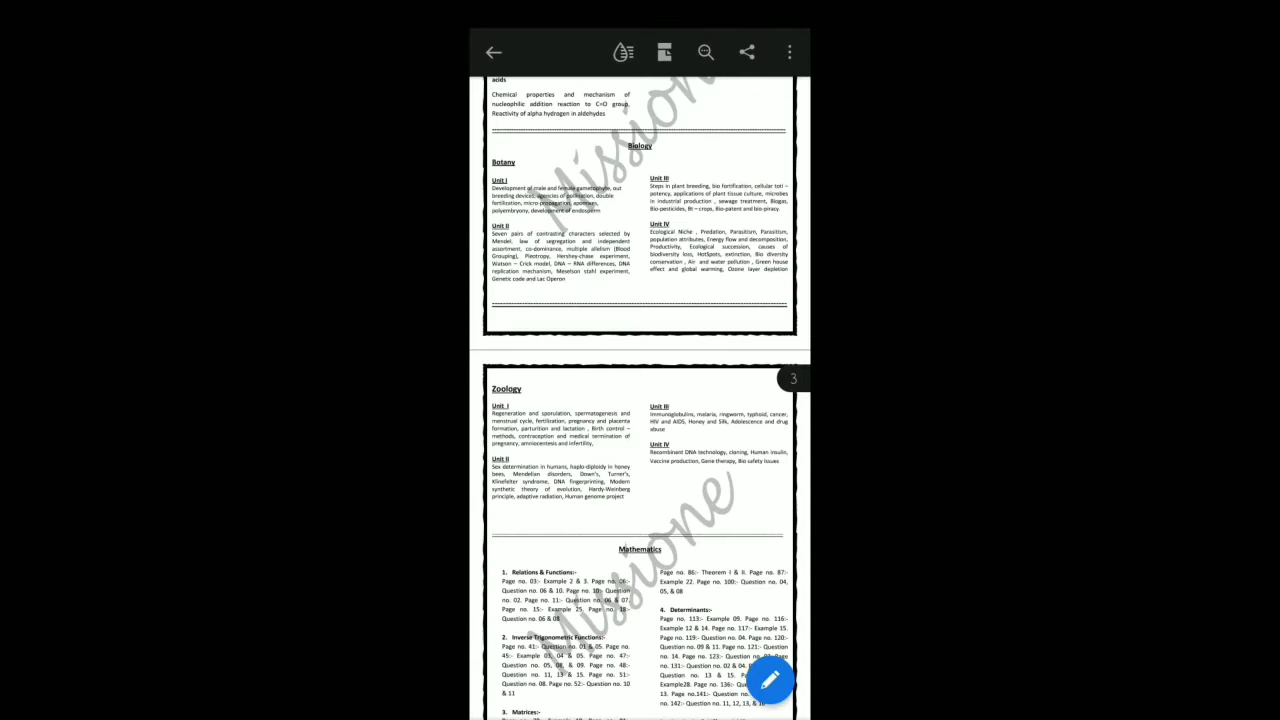 acids
Chemical properties and mechanism of
nucleophilic addition reaction to C=O group,
Reactivity of alpha hydrogen in aldehydes
Biology
Botany
Unit I
Development of male and female gametophyte, out
breeding devices, agencies of pollination, double
fertilization, micro-propagation, apomixes,
polyembryony, development of endosperm
Unit II
Seven pairs of contrasting characters selected by
Mendel, law of segregation and independent
assortment, co-dominance, multiple allelism (Blood
Grouping), Pleotropy, Hershey-chase experiment,
Watson – Crick model, DNA – RNA differences, DNA
replication mechanism, Meselson stahl experiment,
Genetic code and Lac Operon
Unit III
Steps in plant breeding, bio fortification, cellular toti –
potency, applications of plant tissue culture, microbes
in industrial production , sewage treatment, Biogas,
Bio-pesticides, Bt – crops, Bio-patent and bio-piracy.
Unit IV
Ecological Niche , Predation, Parasitism, Parasitism,
population attributes, Energy flow and decomposition,
Productivity, Ecological succession, causes of
biodiversity loss, HotSpots, extinction, Bio diversity
conservation , Air and water pollution , Green house
effect and global warming, Ozone layer depletion
Missione
3
Zoology
Unit I
Regeneration and sporulation, spermatogenesis and
menstrual cycle, fertilization, pregnancy and placenta
formation, parturition and lactation , Birth control –
methods, contraception and medical termination of
pregnancy, amniocentesis and infertility,
Unit II
Sex determination in humans, haplo-diploidy in honey
bees, Mendelian disorders, Down's, Turner's,
Klinefelter syndrome, DNA fingerprinting, Modern
synthetic theory of evolution, Hardy-Weinberg
principle, adaptive radiation, Human genome project
Unit III
Immunoglobulins, malaria, ringworm, typhoid, cancer,
HIV and AIDS, Honey and Silk, Adolescence and drug
abuse
Unit IV
Recombinant DNA technology, cloning, Human insulin,
Vaccine production, Gene therapy, Bio safety issues
Missione
Mathematics
1. Relations & Functions:-
Page no. 03:- Example 2 & 3. Page no. 06:-
Question no. 06 & 10. Page no. 10:- Question
no. 02. Page no. 11:- Question no. 06 & 07.
Page no. 15:- Example 25. Page no. 18:-
Question no. 06 & 08
2. Inverse Trigonometric Functions:-
Page no. 41:- Question no. 01 & 05. Page no.
45:- Example 03, 04 & 05. Page no. 47:-
Question no. 05, 08, & 09. Page no. 48:-
Question no. 11, 13 & 15. Page no. 51:-
Question no. 08. Page no. 52:- Question no. 10
& 11
3. Matrices:-
Page no. 86:- Theorem I & II. Page no. 87:-
Example 22. Page no. 100:- Question no. 04,
05, & 08
4. Determinants:-
Page no. 113:- Example 09. Page no. 116:-
Example 12 & 14. Page no. 117:- Example 15.
Page no. 119:- Question no. 04. Page no. 120:-
Question no. 09 & 11. Page no. 121:- Question
no. 14. Page no. 123:- Question no. Page
no. 131:- Question no. 02 & 04.
Question no. 13 & 15.
Example28. Page no. 136:-
13. Page no.141:- Question no.
no. 142:- Question no. 11, 12, 13, &